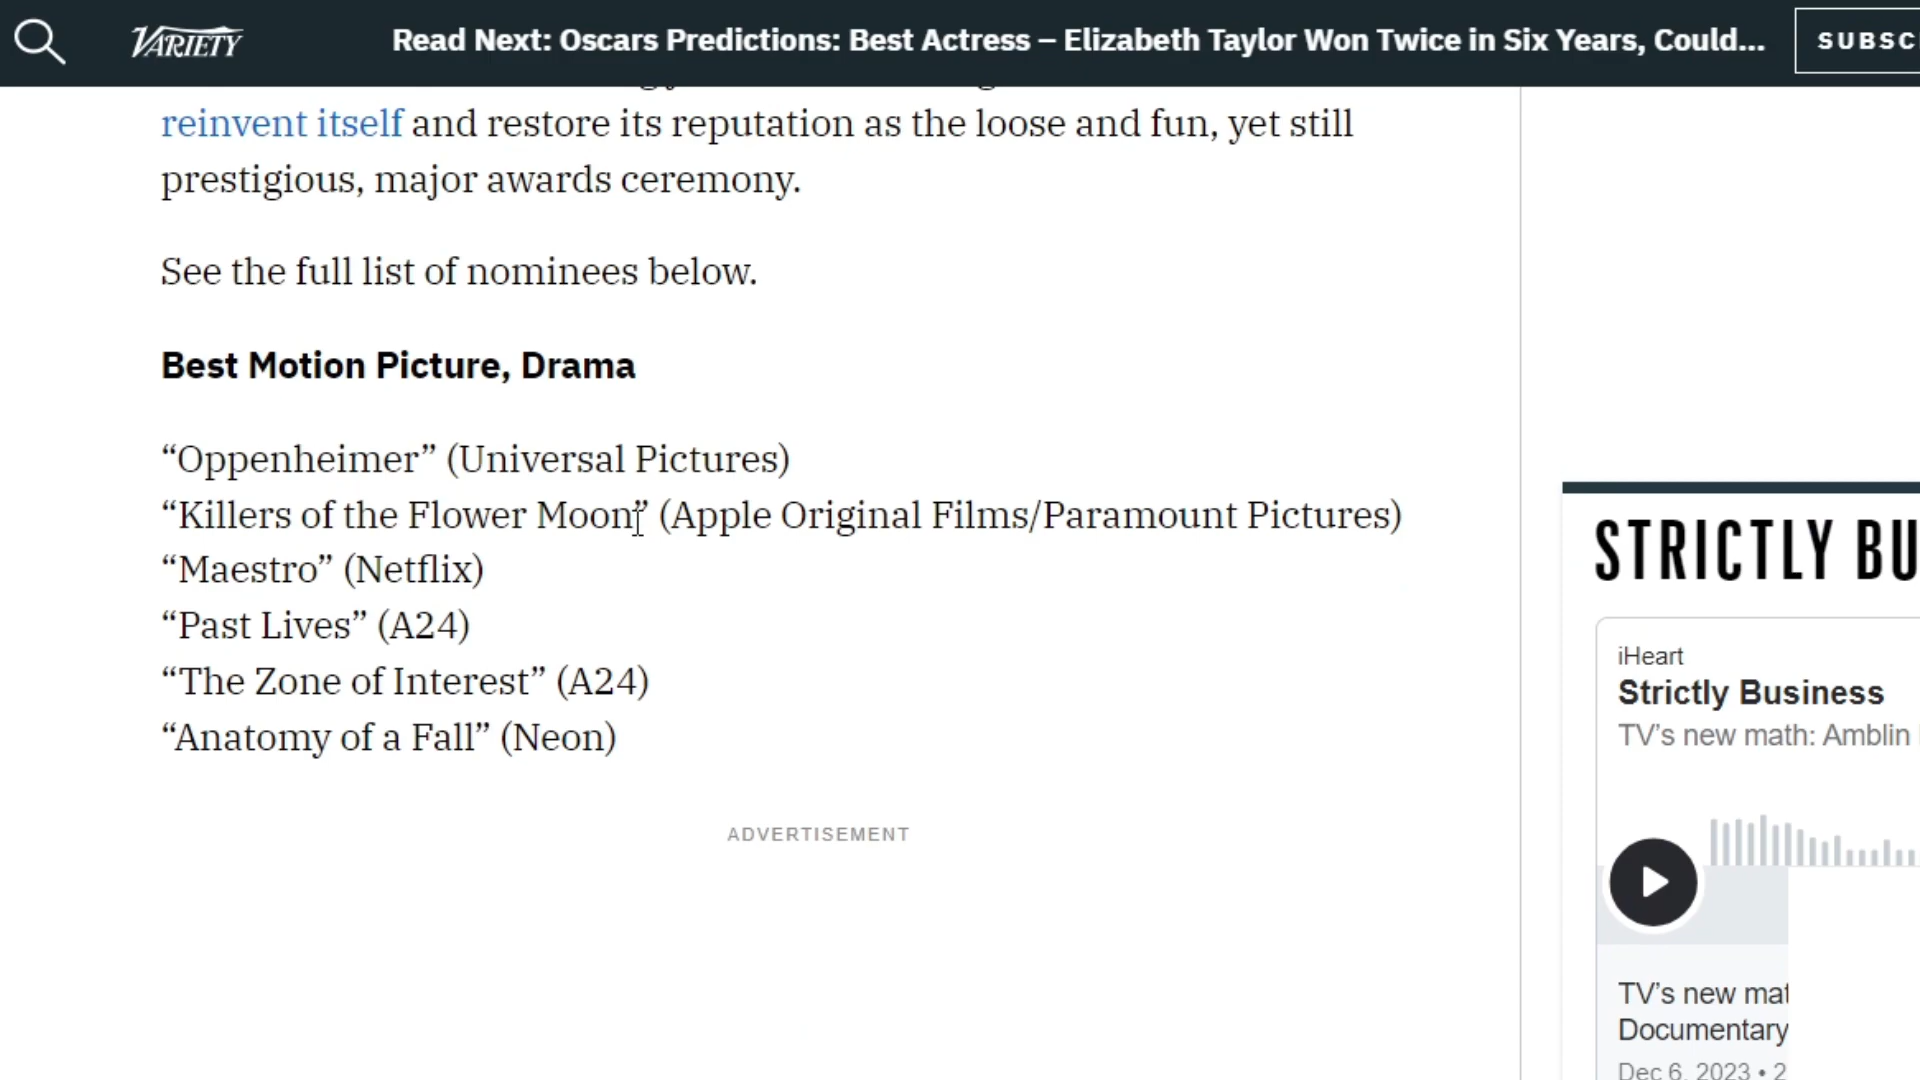 VARIETY
Read Next: Oscars Predictions: Best Actress – Elizabeth Taylor Won Twice in Six Years, Could...
reinvent itself and restore its reputation as the loose and fun, yet still
prestigious, major awards ceremony.
See the full list of nominees below.
Best Motion Picture, Drama
“Oppenheimer” (Universal Pictures)
“Killers of the Flower Moon” (Apple Original Films/Paramount Pictures)
“Maestro” (Netflix)
“Past Lives” (A24)
“The Zone of Interest” (A24)
“Anatomy of a Fall” (Neon)
ADVERTISEMENT
STRICTLY BU
iHeart
Strictly Business
TV’s new math: Amblin
TV’s new mat
Documentary
Dec 6, 2023 • 2